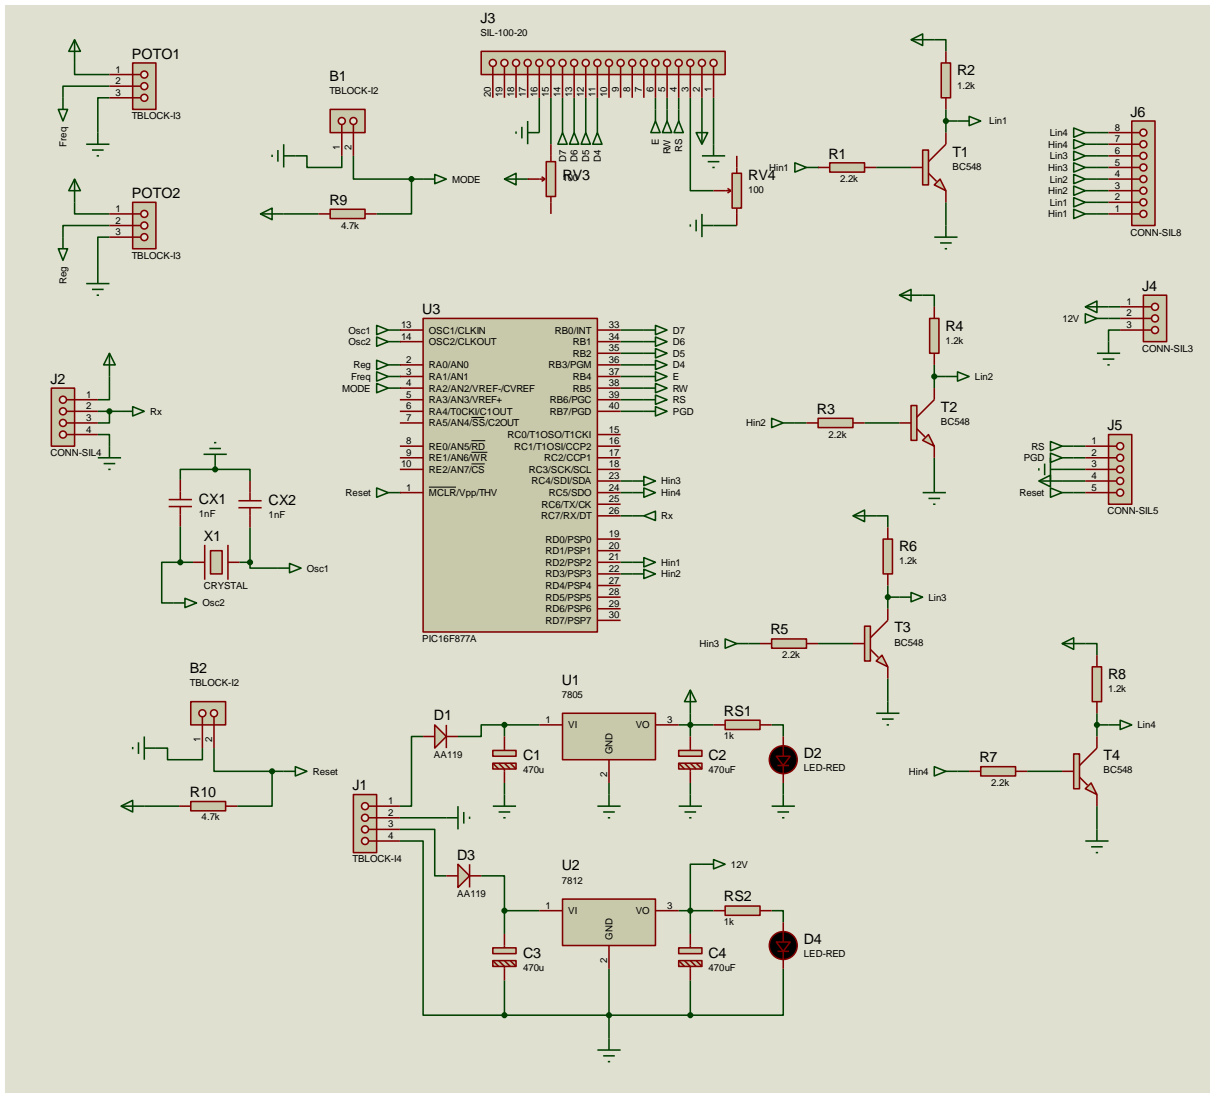 J3
SIL-100-20
20
19
18
17
16
15
14
13
12
11
10
9
8
7
6
5
4
3
2
1
D7
D6
D5
D4
E
RW
RS
RV3
RV4
100
POTO1
1
2
3
TBLOCK-I3
Freq
POTO2
1
2
3
TBLOCK-I3
Reg
B1
TBLOCK-I2
1
2
MODE
R9
4.7k
R2
1.2k
Lin1
Hin1
R1
2.2k
T1
BC548
J6
Lin4 8
Hin4 7
Lin3 6
Hin3 5
Lin2 4
Hin2 3
Lin1 2
Hin1 1
CONN-SIL8
J4
1
12V 2
3
CONN-SIL3
R4
1.2k
Lin2
Hin2
R3
2.2k
T2
BC548
J5
RS 1
PGD 2
3
4
Reset 5
CONN-SIL5
U3
Osc1 13 OSC1/CLKIN
Osc2 14 OSC2/CLKOUT
Reg 2 RA0/AN0
Freq 3 RA1/AN1
MODE 4 RA2/AN2/VREF-/CVREF
5 RA3/AN3/VREF+
6 RA4/T0CKI/C1OUT
7 RA5/AN4/SS/C2OUT
8 RE0/AN5/RD
9 RE1/AN6/WR
10 RE2/AN7/CS
Reset 1 MCLR/Vpp/THV
RB0/INT 33 D7
RB1 34 D6
RB2 35 D5
RB3/PGM 36 D4
RB4 37 E
RB5 38 RW
RB6/PGC 39 RS
RB7/PGD 40 PGD
RC0/T1OSO/T1CKI 15
RC1/T1OSI/CCP2 16
RC2/CCP1 17
RC3/SCK/SCL 18
RC4/SDI/SDA 23 Hin3
RC5/SDO 24 Hin4
RC6/TX/CK 25
RC7/RX/DT 26 Rx
RD0/PSP0 19
RD1/PSP1 20
RD2/PSP2 21 Hin1
RD3/PSP3 22 Hin2
RD4/PSP4 27
RD5/PSP5 28
RD6/PSP6 29
RD7/PSP7 30
PIC16F877A
J2
1
2
3
4
Rx
CONN-SIL4
CX1
1nF
CX2
1nF
X1
CRYSTAL
Osc1
Osc2
R6
1.2k
Lin3
Hin3
R5
2.2k
T3
BC548
R8
1.2k
Lin4
Hin4
R7
2.2k
T4
BC548
B2
TBLOCK-I2
1
2
Reset
R10
4.7k
J1
1
2
3
4
TBLOCK-I4
D1
AA119
C1
470u
U1
7805
1 VI
VO 3
GND
2
C2
470uF
RS1
1k
D2
LED-RED
D3
AA119
C3
470u
U2
7812
1 VI
VO 3
GND
2
12V
C4
470uF
RS2
1k
D4
LED-RED